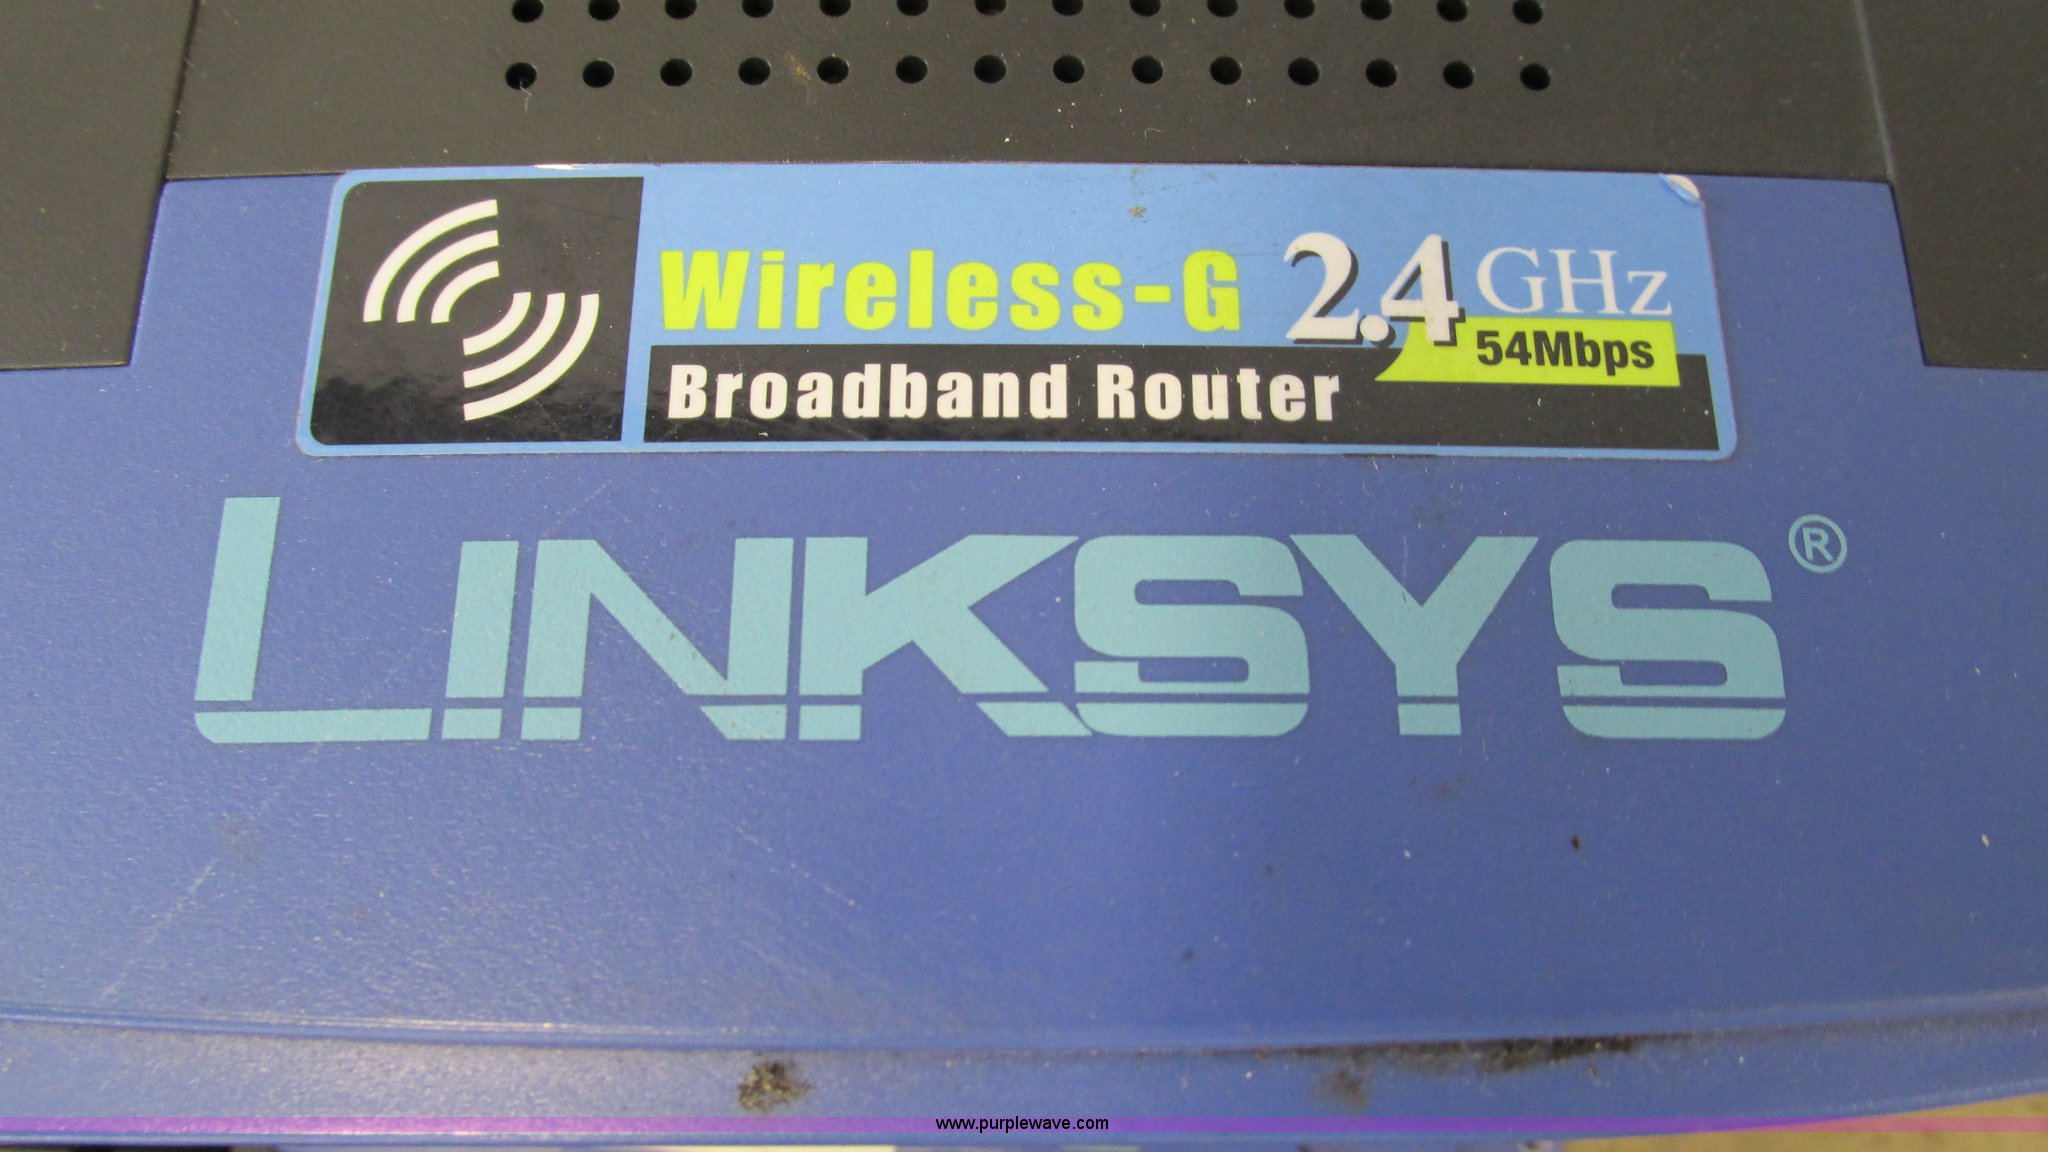 Wireless-G 2.4 GHz
54Mbps
Broadband Router
LINKSYS®
www.purplewave.com